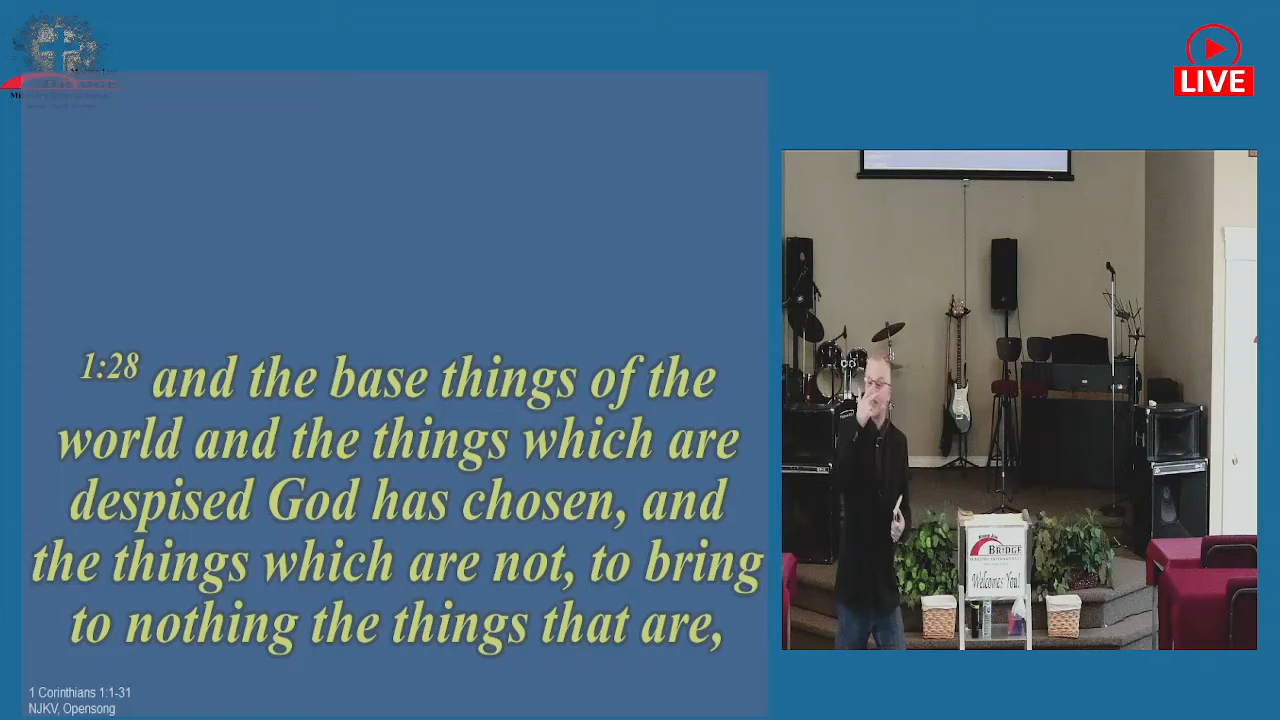 LIVE
1:28 and the base things of the
world and the things which are
despised God has chosen, and
the things which are not, to bring
to nothing the things that are,
1 Corinthians 1:1-31
NJKV, Opensong
BRIDGE
Welcomes You!